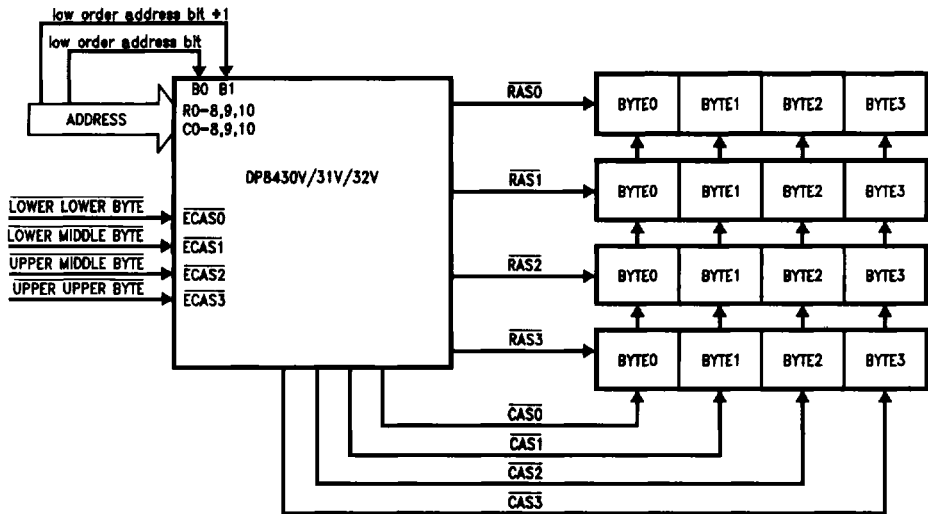 low order address bit +1
low order address bit
B0 B1
ADDRESS
R0-8,9,10
C0-8,9,10
DP8430V/31V/32V
LOWER LOWER BYTE
ECAS0
LOWER MIDDLE BYTE
ECAS1
UPPER MIDDLE BYTE
ECAS2
UPPER UPPER BYTE
ECAS3
RAS0
BYTE0 BYTE1 BYTE2 BYTE3
RAS1
BYTE0 BYTE1 BYTE2 BYTE3
RAS2
BYTE0 BYTE1 BYTE2 BYTE3
RAS3
BYTE0 BYTE1 BYTE2 BYTE3
CAS0
CAS1
CAS2
CAS3